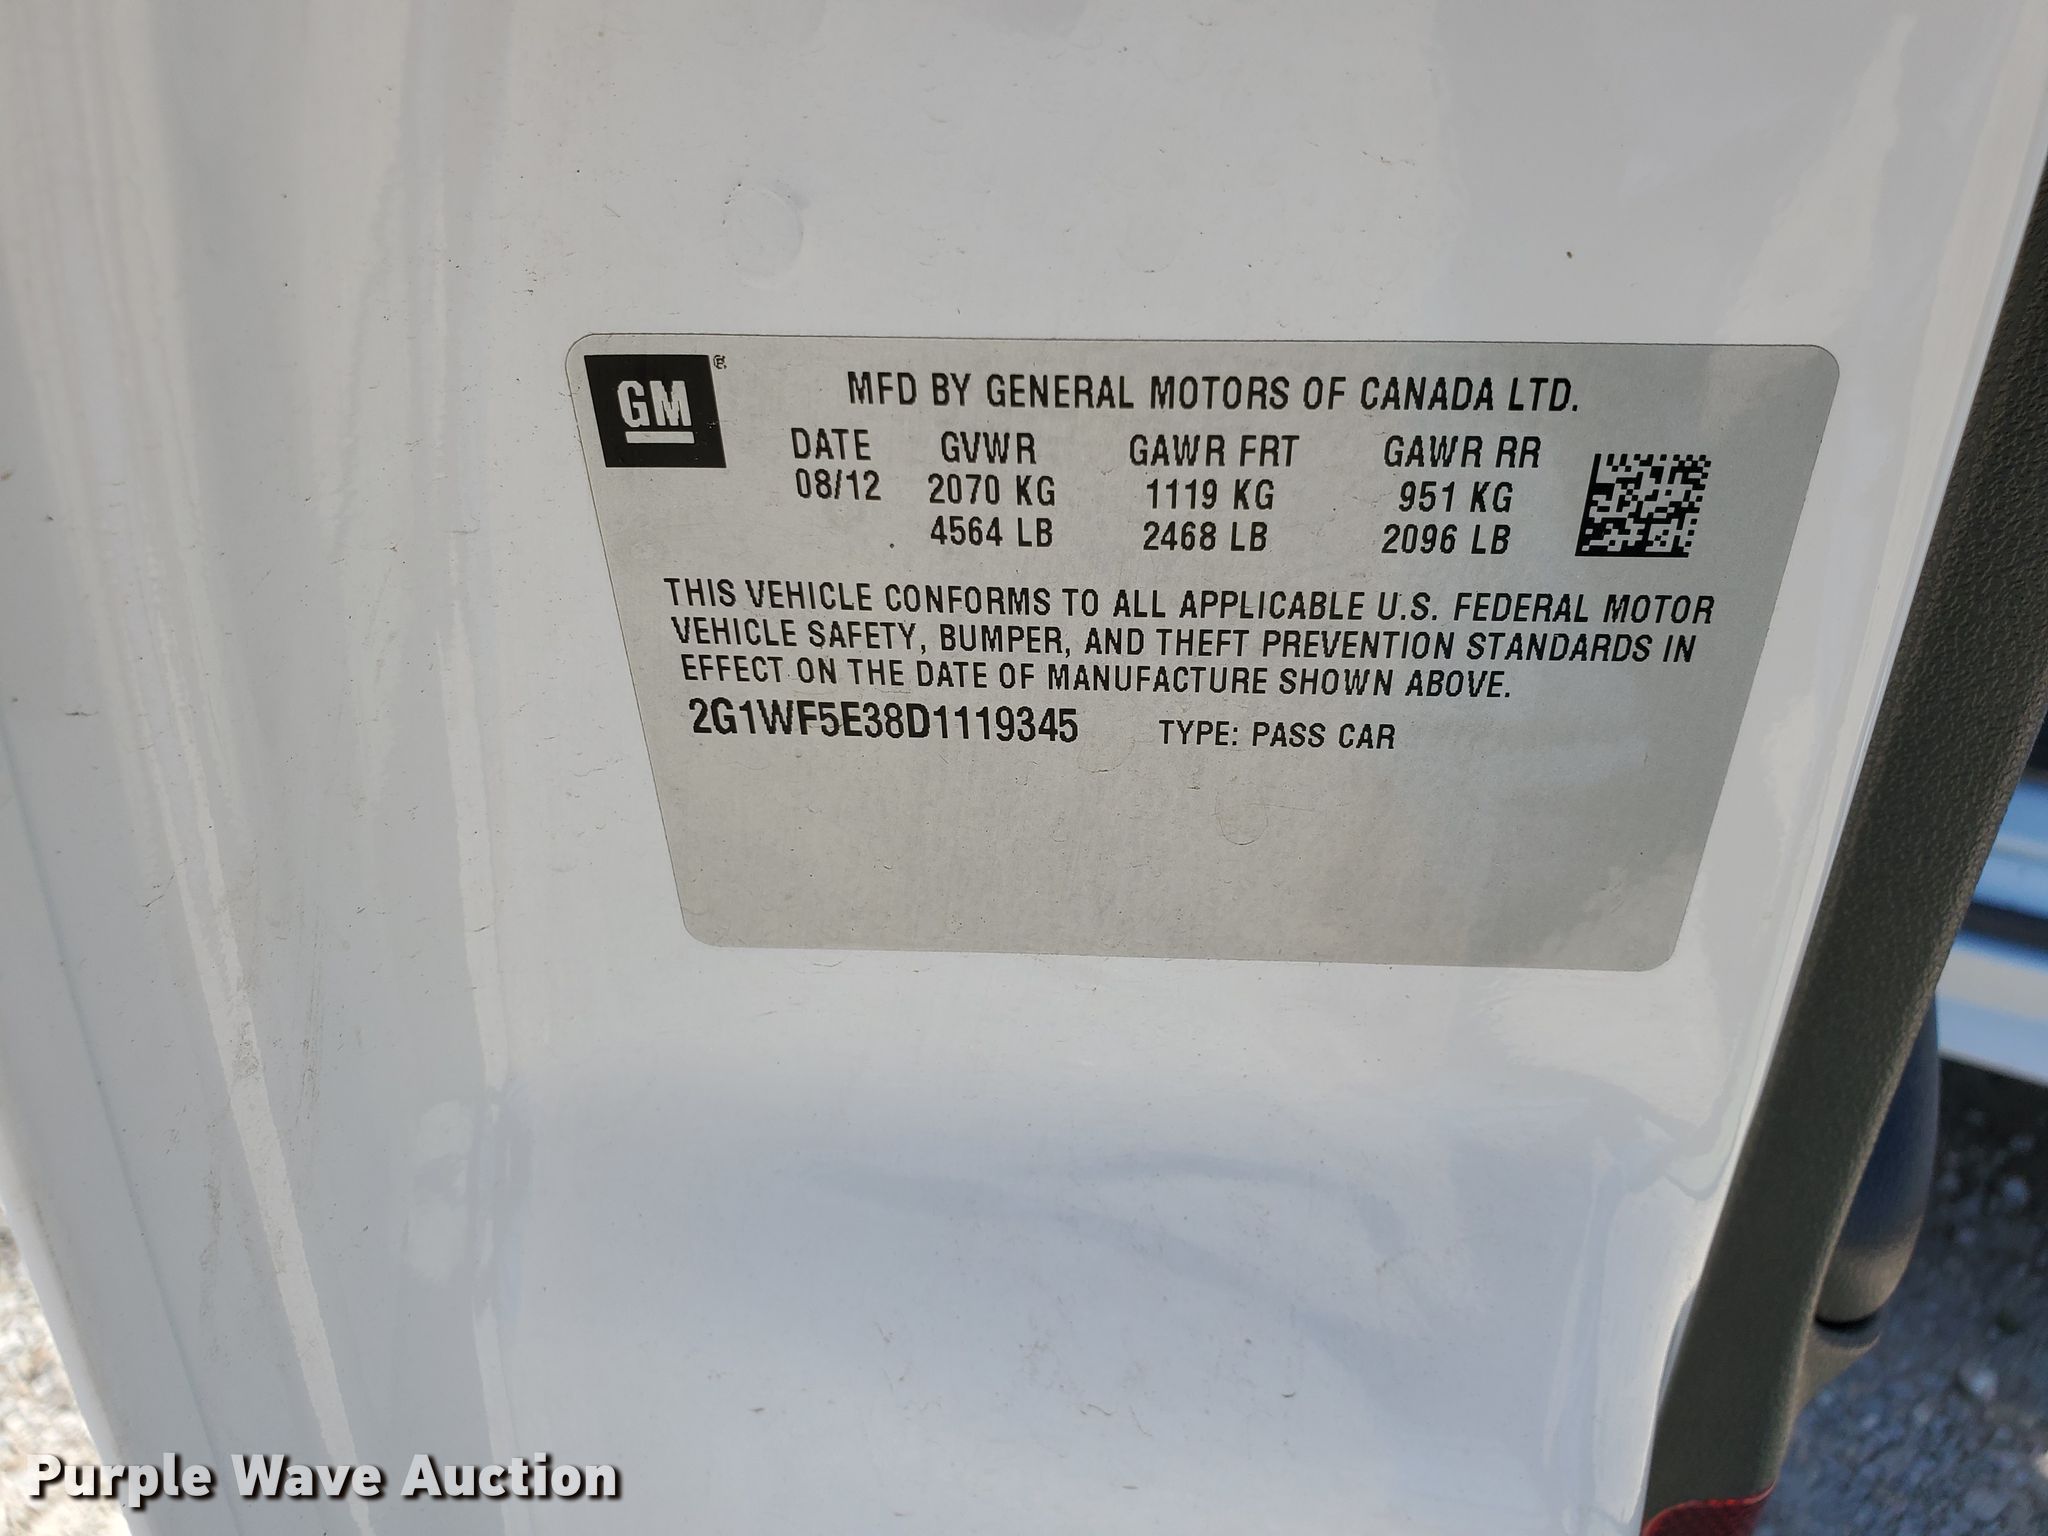 GM ®
MFD BY GENERAL MOTORS OF CANADA LTD.
DATE GVWR GAWR FRT GAWR RR
08/12 2070 KG 1119 KG 951 KG
4564 LB 2468 LB 2096 LB
THIS VEHICLE CONFORMS TO ALL APPLICABLE U.S. FEDERAL MOTOR
VEHICLE SAFETY, BUMPER, AND THEFT PREVENTION STANDARDS IN
EFFECT ON THE DATE OF MANUFACTURE SHOWN ABOVE.
2G1WF5E38D1119345 TYPE: PASS CAR
Purple Wave Auction